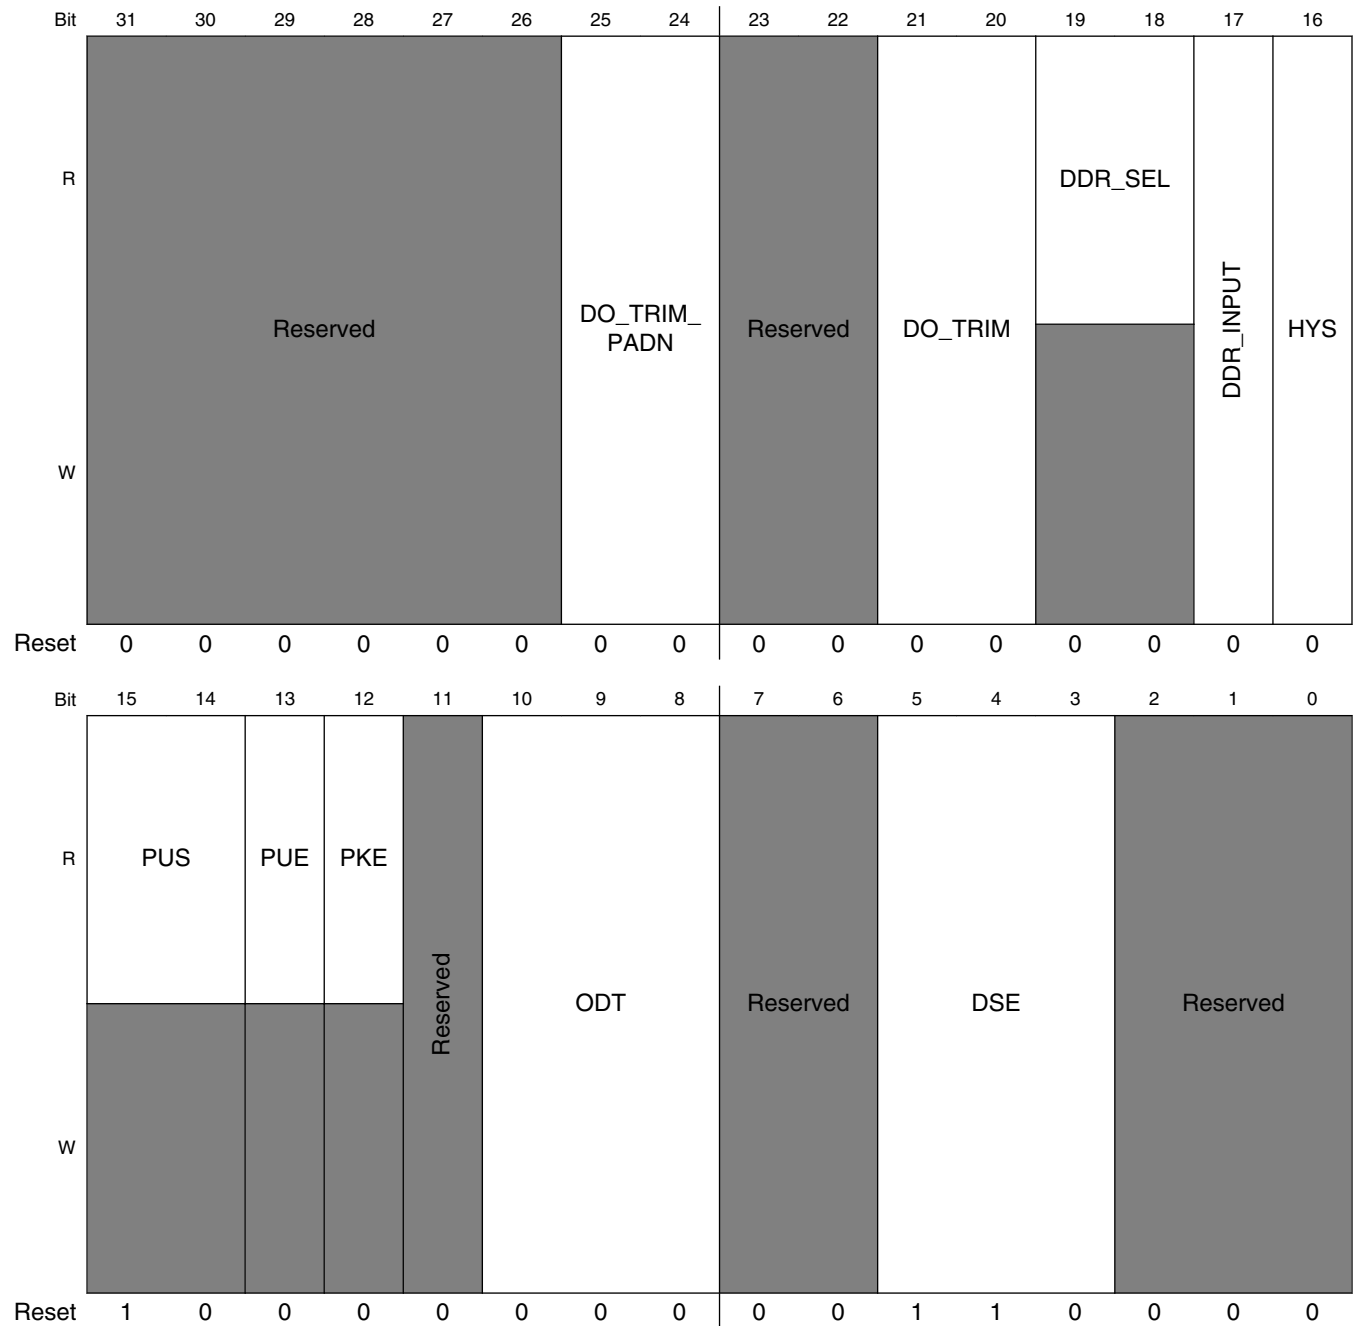 Bit 31 30 29 28 27 26 25 24 23 22 21 20 19 18 17 16
R
DDR_SEL
Reserved
DO_TRIM_
PADN
Reserved
DO_TRIM
DDR_INPUT
HYS
W
Reset 0 0 0 0 0 0 0 0 0 0 0 0 0 0 0 0
Bit 15 14 13 12 11 10 9 8 7 6 5 4 3 2 1 0
R PUS PUE PKE
Reserved
ODT
Reserved
DSE
Reserved
W
Reset 1 0 0 0 0 0 0 0 0 0 1 1 0 0 0 0